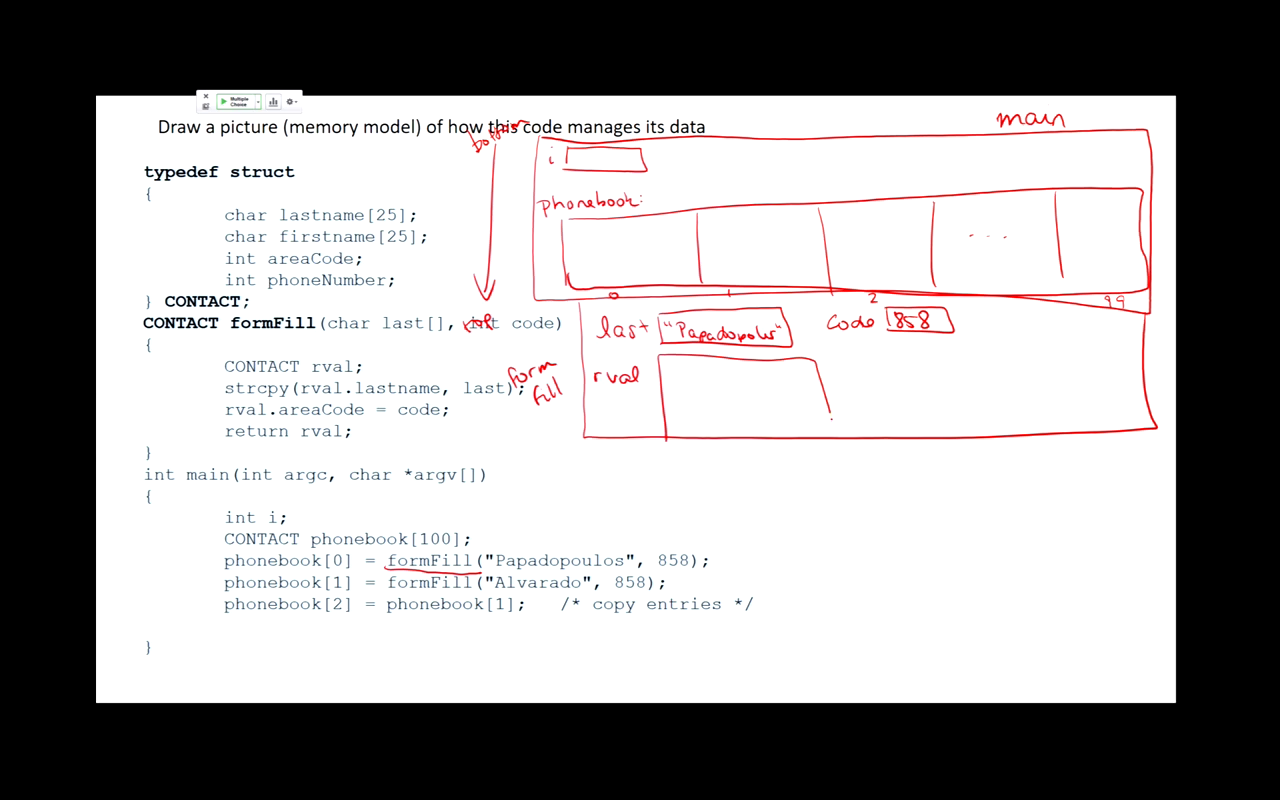 Multiple
Choice
Draw a picture (memory model) of how this code manages its data
main
bottom
i
typedef struct
{
char lastname[25];
phonebook:
char firstname[25];
int areaCode;
. . .
int phoneNumber;
} CONTACT;
0 1 2 99
CONTACT formFill(char last[], int code)
top
last "Papadopoulos" Code 858
{
CONTACT rval;
form
fill
rval
strcpy(rval.lastname, last);
rval.areaCode = code;
return rval;
}
int main(int argc, char *argv[])
{
int i;
CONTACT phonebook[100];
phonebook[0] = formFill("Papadopoulos", 858);
phonebook[1] = formFill("Alvarado", 858);
phonebook[2] = phonebook[1]; /* copy entries */
}